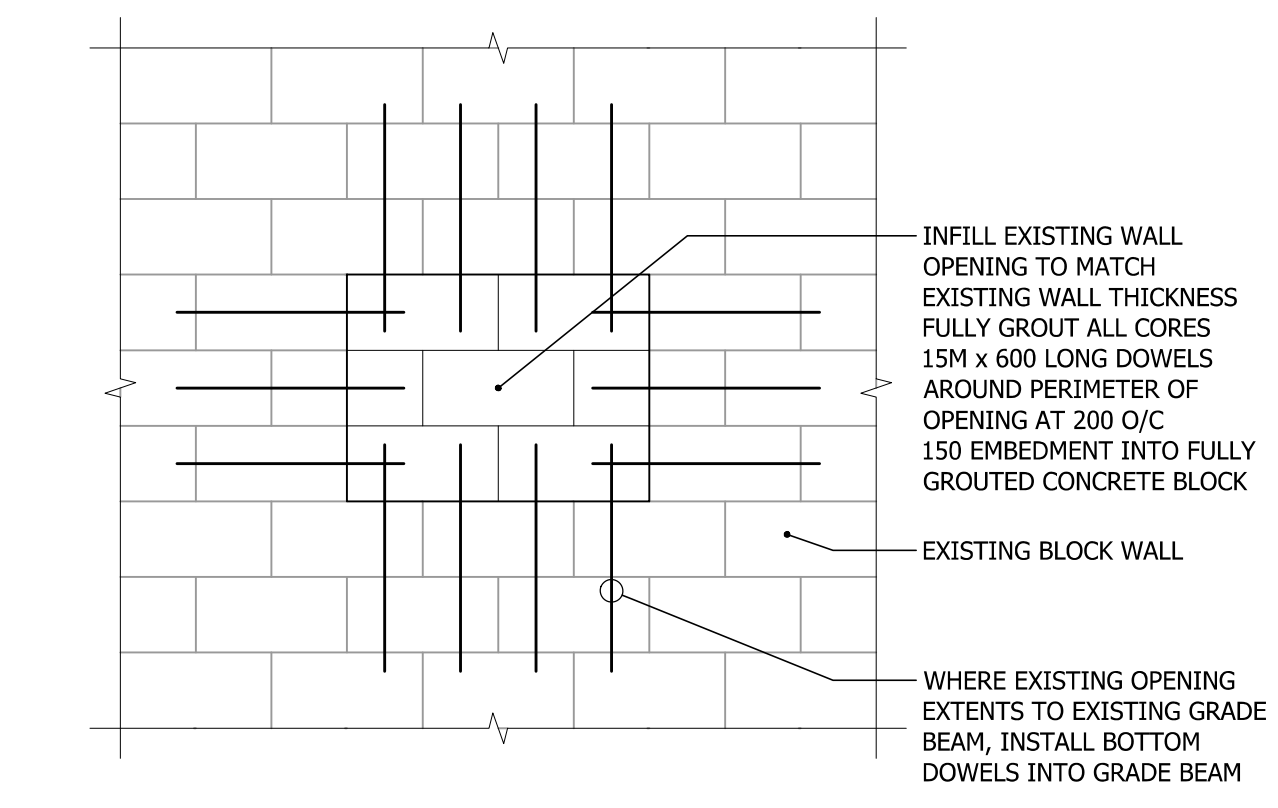 INFILL EXISTING WALL
OPENING TO MATCH
EXISTING WALL THICKNESS
FULLY GROUT ALL CORES
15M x 600 LONG DOWELS
AROUND PERIMETER OF
OPENING AT 200 O/C
150 EMBEDMENT INTO FULLY
GROUTED CONCRETE BLOCK
EXISTING BLOCK WALL
WHERE EXISTING OPENING
EXTENTS TO EXISTING GRADE
BEAM, INSTALL BOTTOM
DOWELS INTO GRADE BEAM